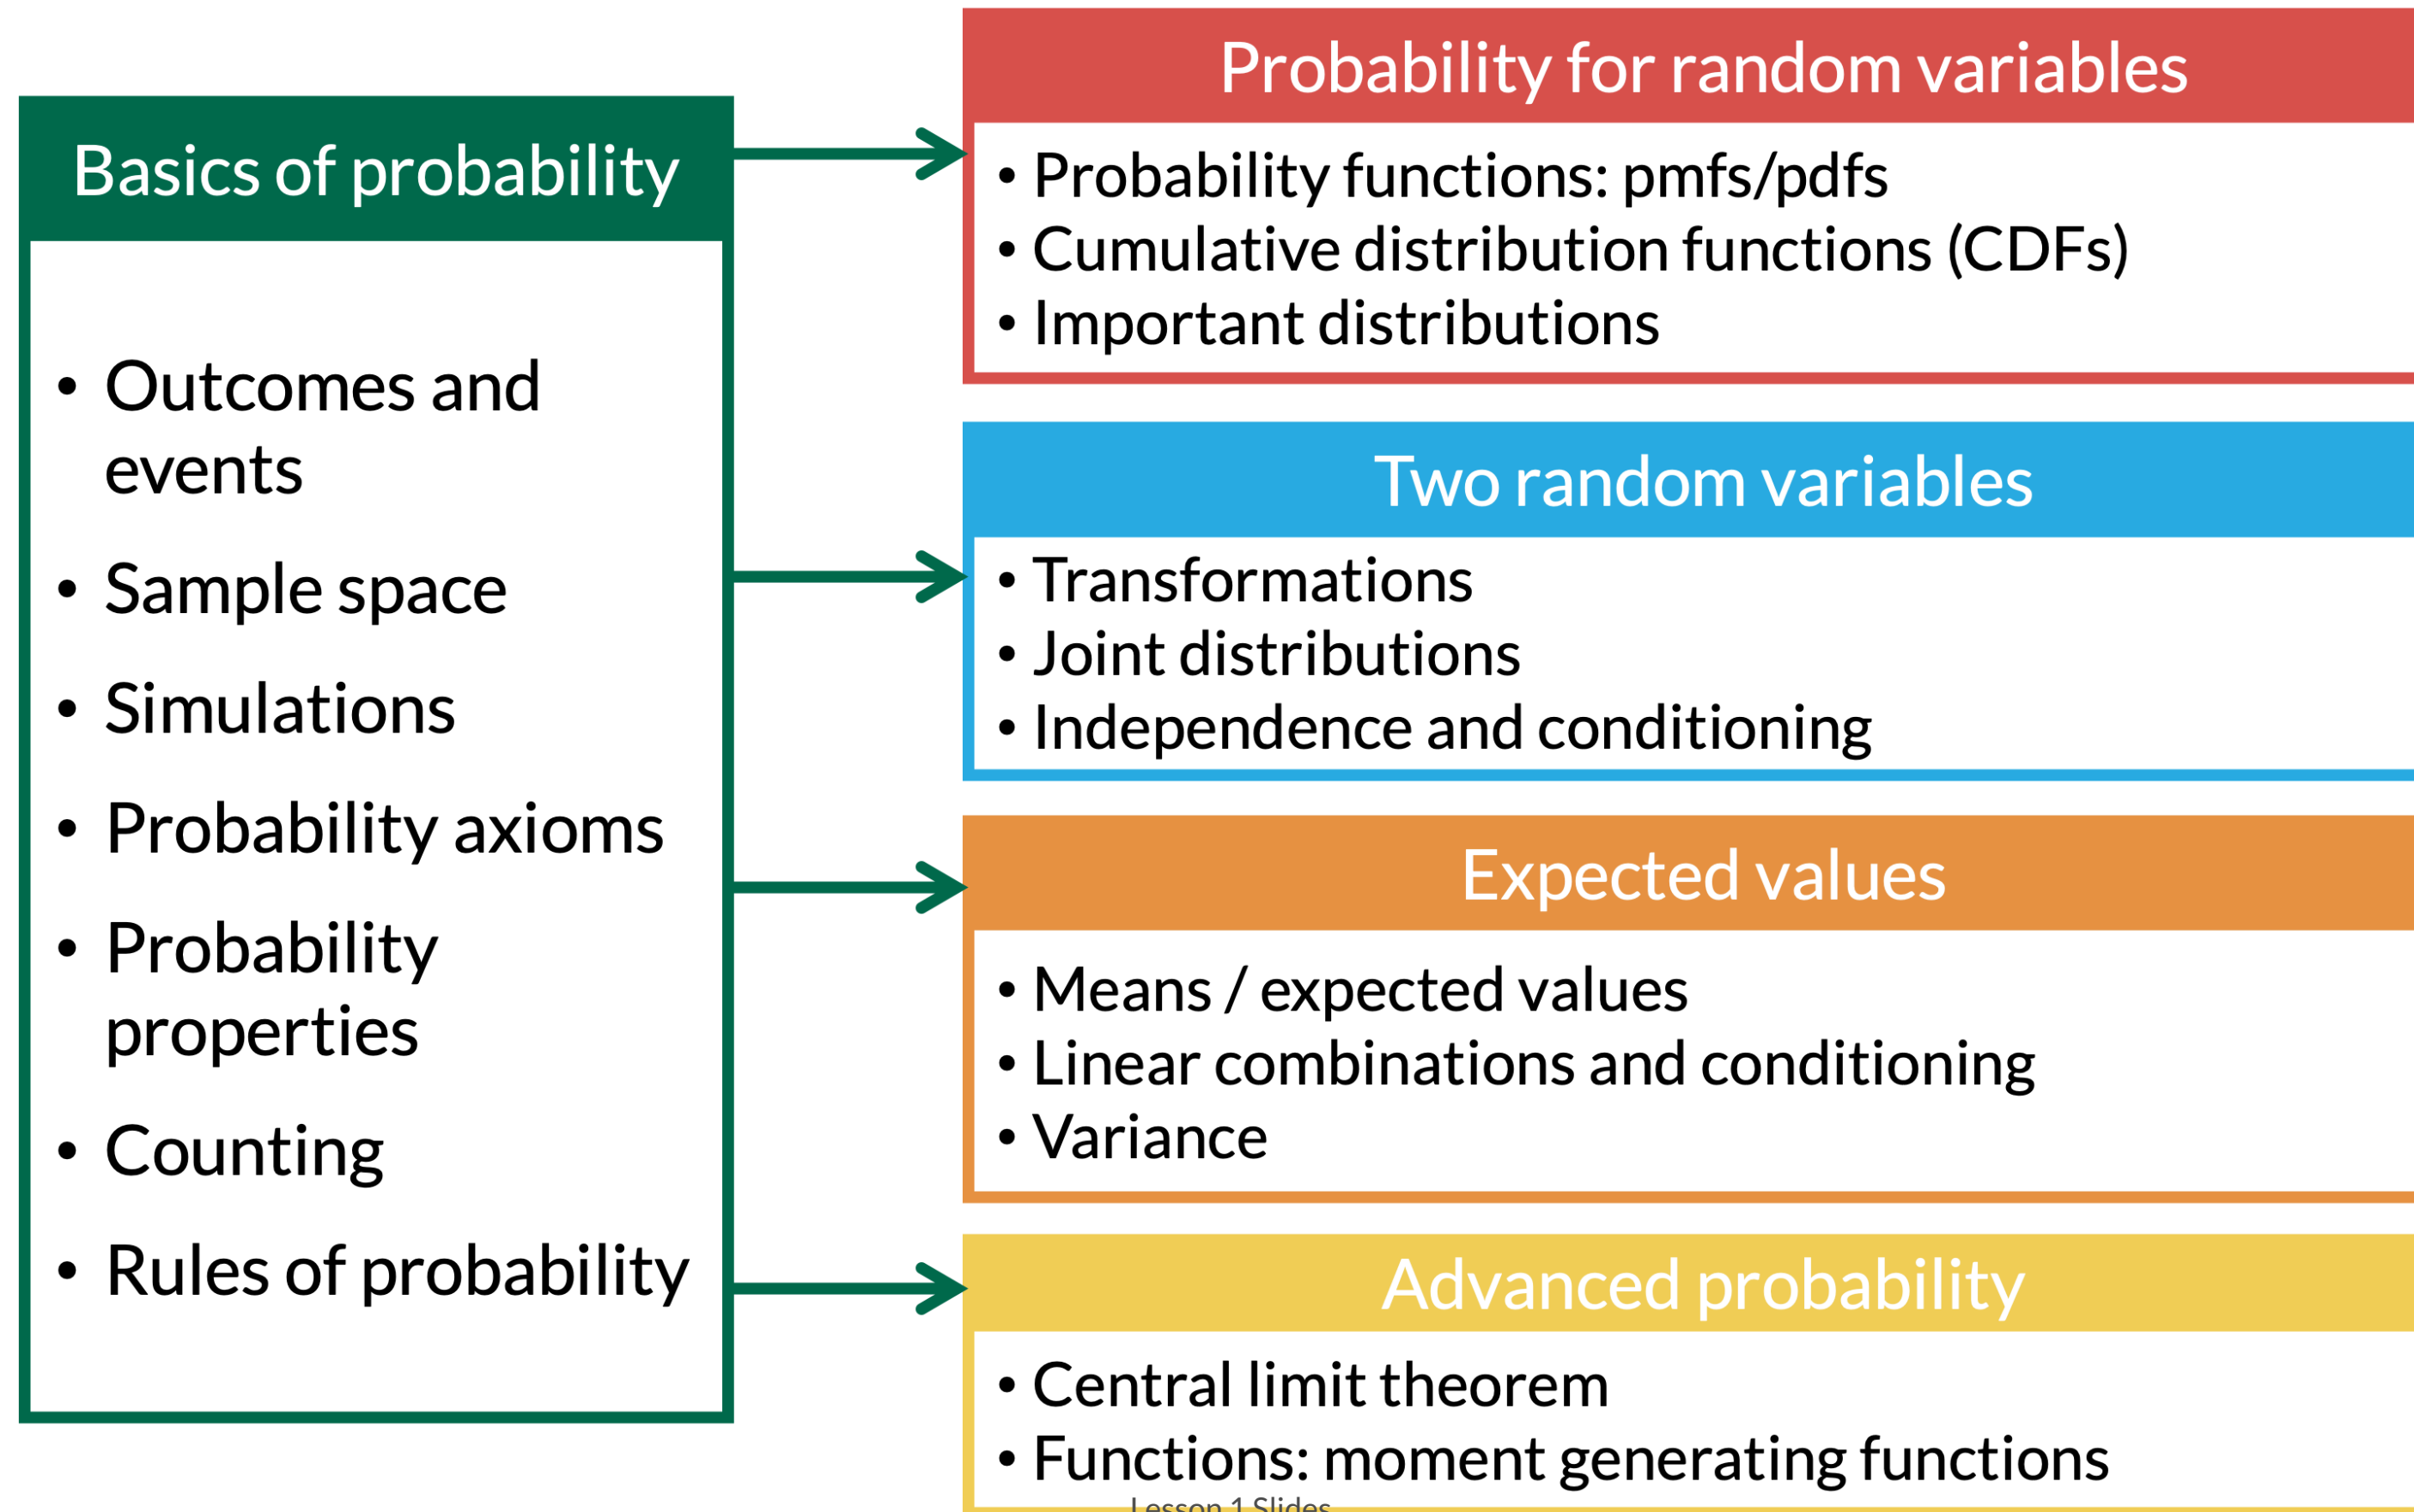 Basics of probability
• Outcomes and
events
• Sample space
• Simulations
• Probability axioms
• Probability
properties
• Counting
• Rules of probability
Probability for random variables
• Probability functions: pmfs/pdfs
• Cumulative distribution functions (CDFs)
• Important distributions
Two random variables
• Transformations
• Joint distributions
• Independence and conditioning
Expected values
• Means / expected values
• Linear combinations and conditioning
• Variance
Advanced probability
• Central limit theorem
• Functions: moment generating functions
Lesson 1 Slides